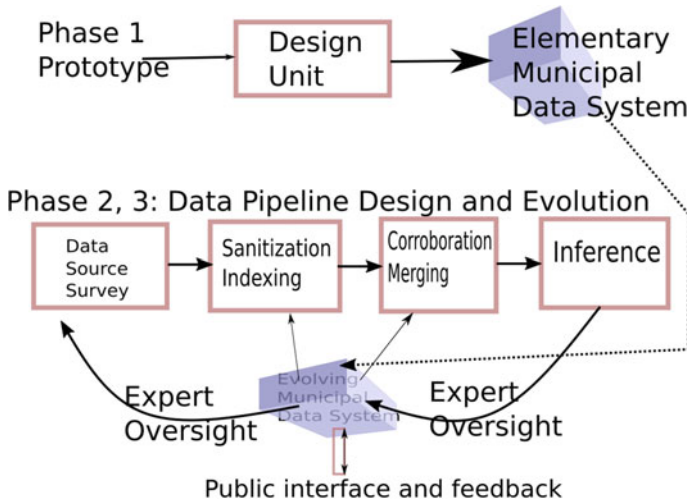 Phase 1
Prototype
Design
Unit
Elementary
Municipal
Data System
Phase 2, 3: Data Pipeline Design and Evolution
Data
Source
Survey
Sanitization
Indexing
Corroboration
Merging
Inference
Expert
Oversight
Evolving
Municipal
Data System
Expert
Oversight
Public interface and feedback